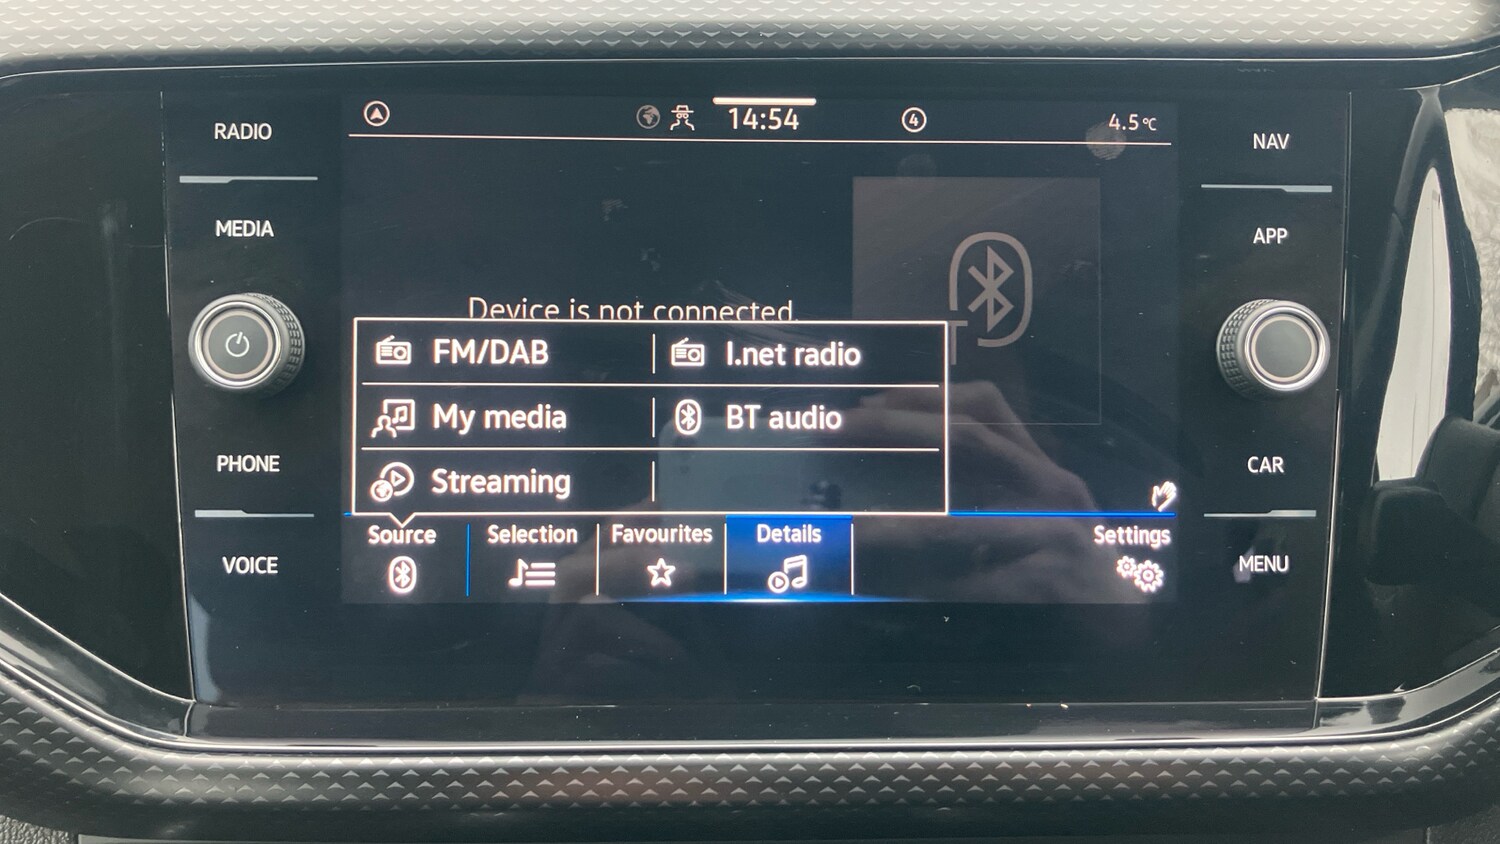 RADIO
MEDIA
PHONE
VOICE
14:54
4
4.5°C
Device is not connected.
FM/DAB
I.net radio
My media
BT audio
Streaming
Source
Selection
Favourites
Details
Settings
NAV
APP
CAR
MENU